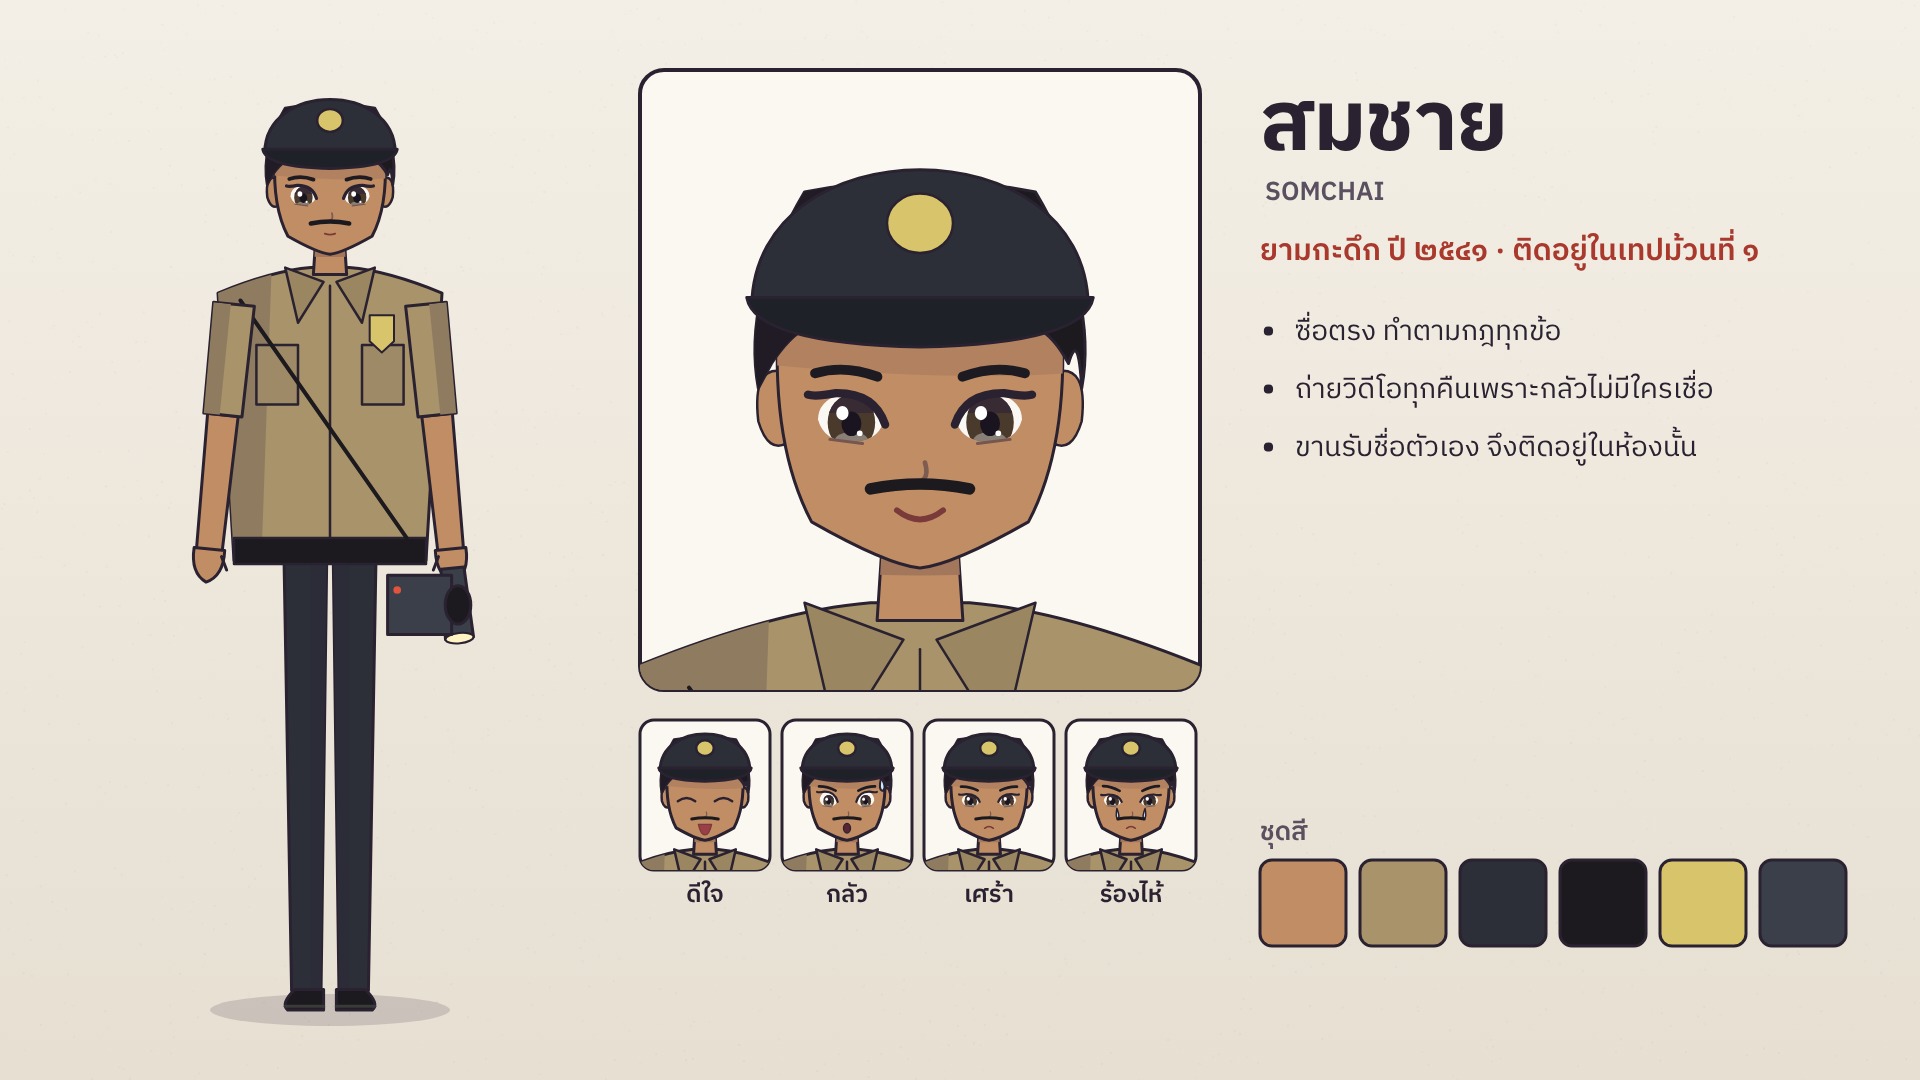 สมชาย
SOMCHAI
ยามกะดึก ปี ๒๕๔๑ · ติดอยู่ในเทปม้วนที่ ๑
• ซื่อตรง ทำตามกฎทุกข้อ
• ถ่ายวิดีโอทุกคืนเพราะกลัวไม่มีใครเชื่อ
• ขานรับชื่อตัวเอง จึงติดอยู่ในห้องนั้น
ดีใจ
กลัว
เศร้า
ร้องไห้
ชุดสี